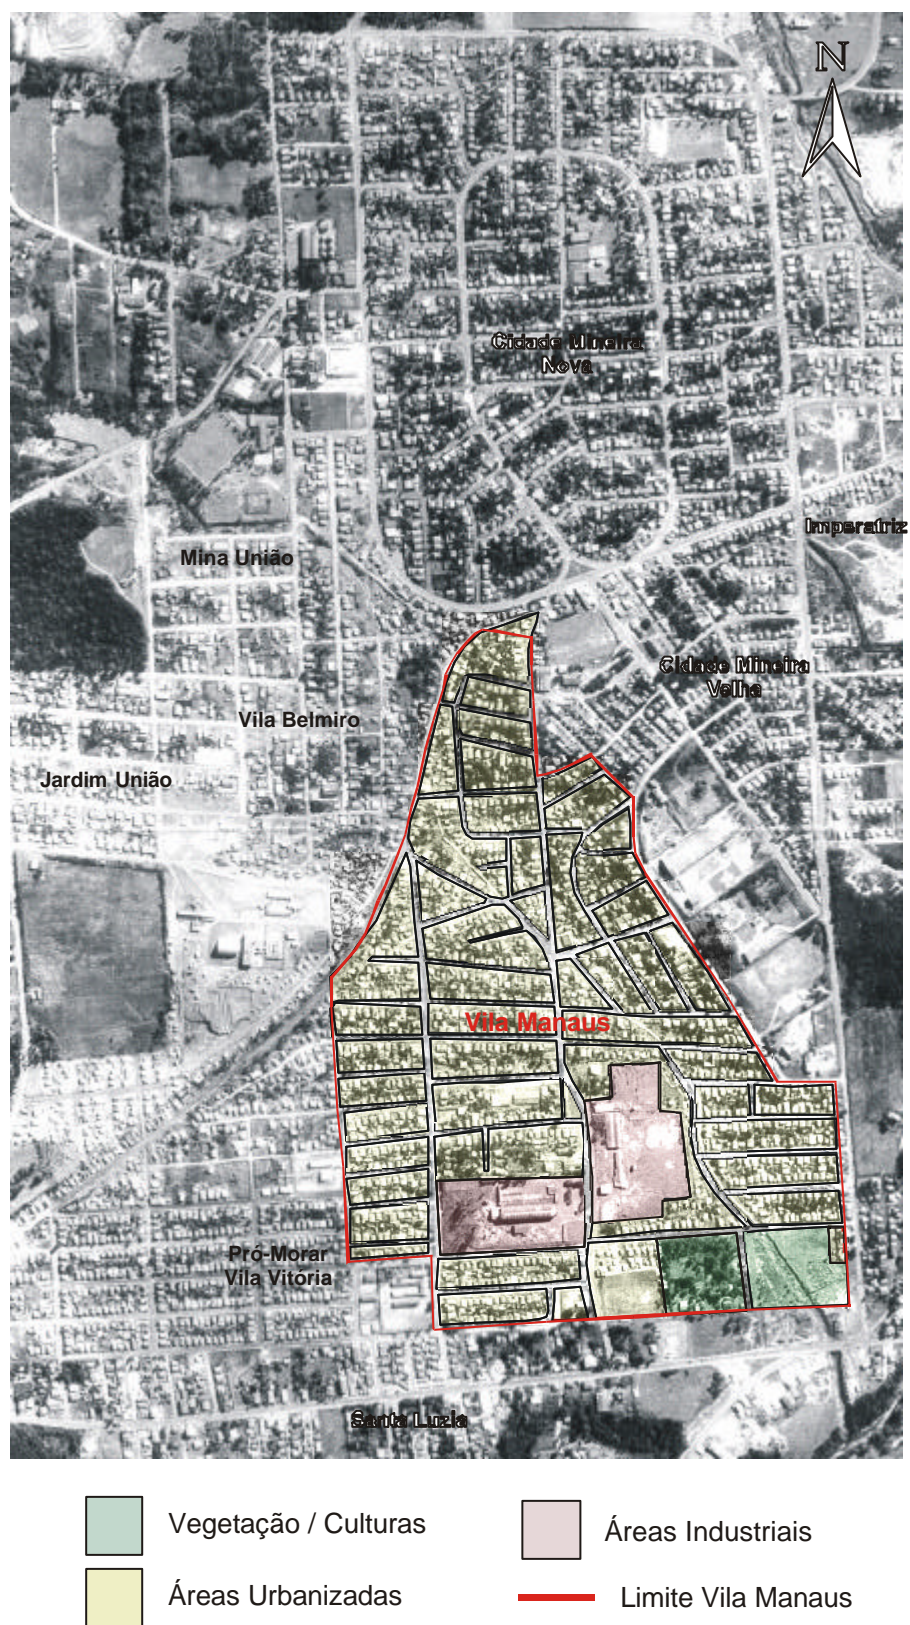 N
Cidade Mineira
Nova
Imperatriz
Mina União
Cidade Mineira
Velha
Vila Belmiro
Jardim União
Vila Manaus
Pró-Morar
Vila Vitória
Santa Luzia
Vegetação / Culturas
Áreas Industriais
Áreas Urbanizadas
Limite Vila Manaus